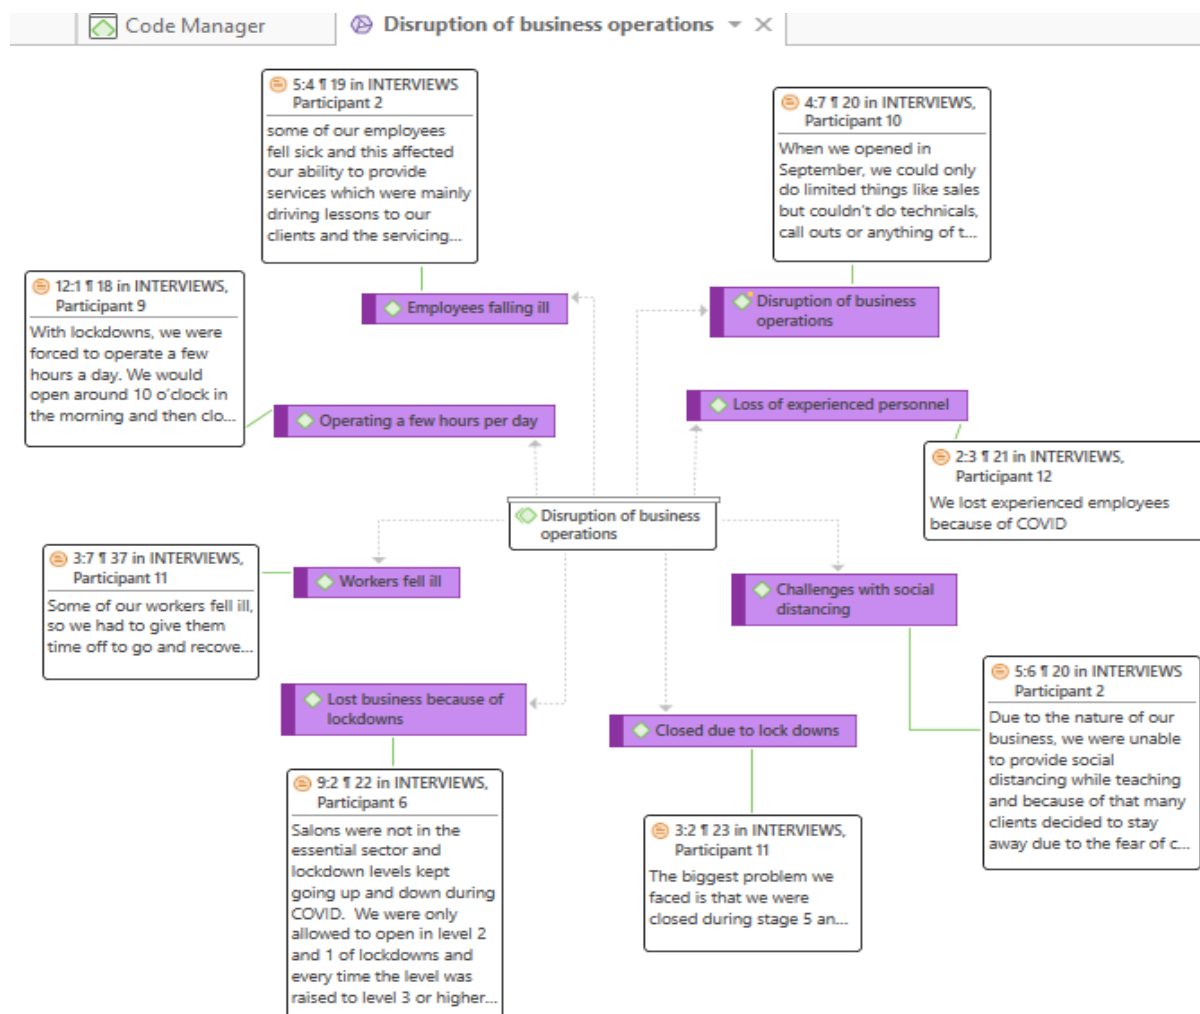 Code Manager
Disruption of business operations
5:4 ¶ 19 in INTERVIEWS
Participant 2
some of our employees
fell sick and this affected
our ability to provide
services which were mainly
driving lessons to our
clients and the servicing...
4:7 ¶ 20 in INTERVIEWS,
Participant 10
When we opened in
September, we could only
do limited things like sales
but couldn't do technicals,
call outs or anything of t...
12:1 ¶ 18 in INTERVIEWS,
Participant 9
With lockdowns, we were
forced to operate a few
hours a day. We would
open around 10 o'clock in
the morning and then clo...
Employees falling ill
Disruption of business
operations
Operating a few hours per day
Loss of experienced personnel
2:3 ¶ 21 in INTERVIEWS,
Participant 12
We lost experienced employees
because of COVID
Disruption of business
operations
3:7 ¶ 37 in INTERVIEWS,
Participant 11
Some of our workers fell ill,
so we had to give them
time off to go and recove...
Workers fell ill
Challenges with social
distancing
5:6 ¶ 20 in INTERVIEWS
Participant 2
Due to the nature of our
business, we were unable
to provide social
distancing while teaching
and because of that many
clients decided to stay
away due to the fear of c...
Lost business because of
lockdowns
Closed due to lock downs
9:2 ¶ 22 in INTERVIEWS,
Participant 6
Salons were not in the
essential sector and
lockdown levels kept
going up and down during
COVID. We were only
allowed to open in level 2
and 1 of lockdowns and
every time the level was
raised to level 3 or higher...
3:2 ¶ 23 in INTERVIEWS,
Participant 11
The biggest problem we
faced is that we were
closed during stage 5 an...